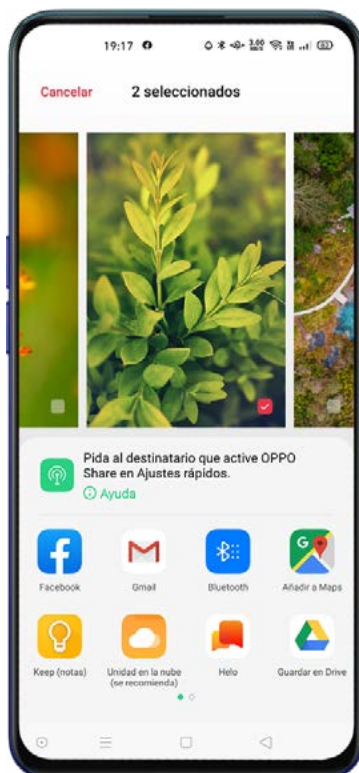 19:17
Cancelar 2 seleccionados
Pida al destinatario que active OPPO
Share en Ajustes rápidos.
Ayuda
Facebook Gmail Bluetooth Añadir a Maps
Keep (notas) Unidad en la nube Helo Guardar en Drive
(se recomienda)